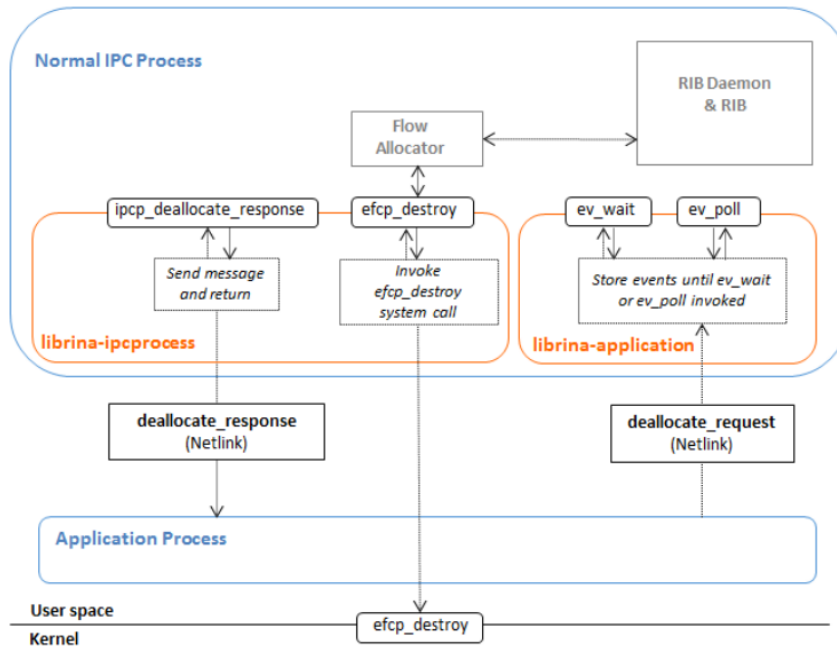 Normal IPC Process
RIB Daemon
& RIB
Flow
Allocator
ipcp_deallocate_response
efcp_destroy
ev_wait
ev_poll
Send message
and return
Invoke
efcp_destroy
system call
Store events until ev_wait
or ev_poll invoked
librina-ipcprocess
librina-application
deallocate_response
(Netlink)
deallocate_request
(Netlink)
Application Process
User space
efcp_destroy
Kernel